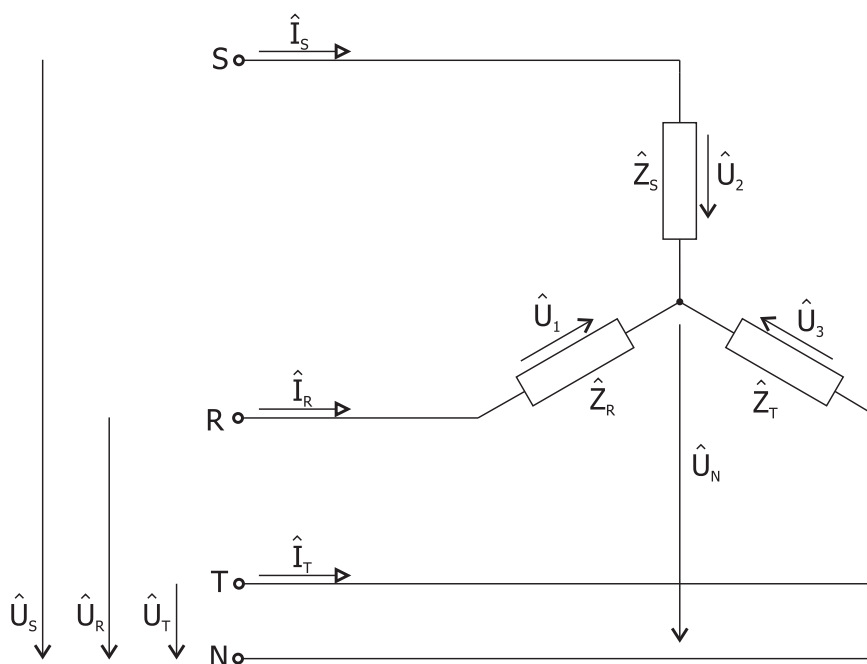 S Î_S
Ẑ_S Û_2
Û_1 Û_3
R Î_R Ẑ_R Ẑ_T
Û_N
T Î_T
Û_S Û_R Û_T
N